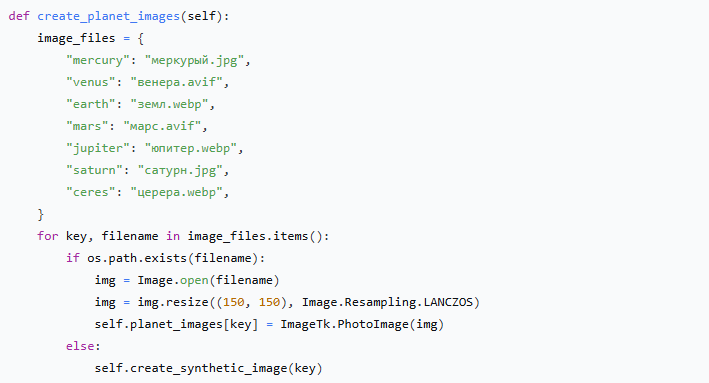 def create_planet_images(self):
    image_files = {
        "mercury": "меркурый.jpg",
        "venus": "венера.avif",
        "earth": "земл.webp",
        "mars": "марс.avif",
        "jupiter": "юпитер.webp",
        "saturn": "сатурн.jpg",
        "ceres": "церера.webp",
    }
    for key, filename in image_files.items():
        if os.path.exists(filename):
            img = Image.open(filename)
            img = img.resize((150, 150), Image.Resampling.LANCZOS)
            self.planet_images[key] = ImageTk.PhotoImage(img)
        else:
            self.create_synthetic_image(key)